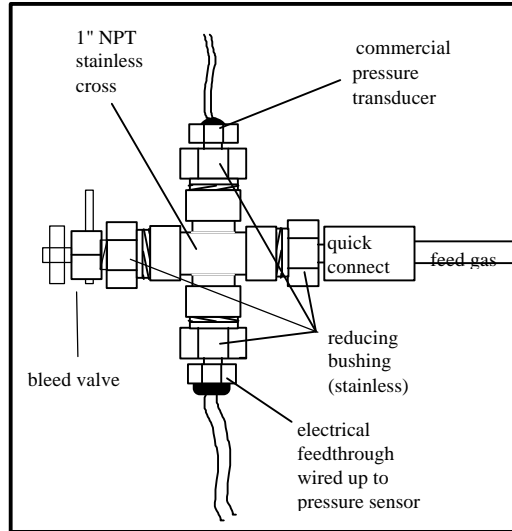 1" NPT
stainless
cross
commercial
pressure
transducer
quick
connect
feed gas
bleed valve
reducing
bushing
(stainless)
electrical
feedthrough
wired up to
pressure sensor